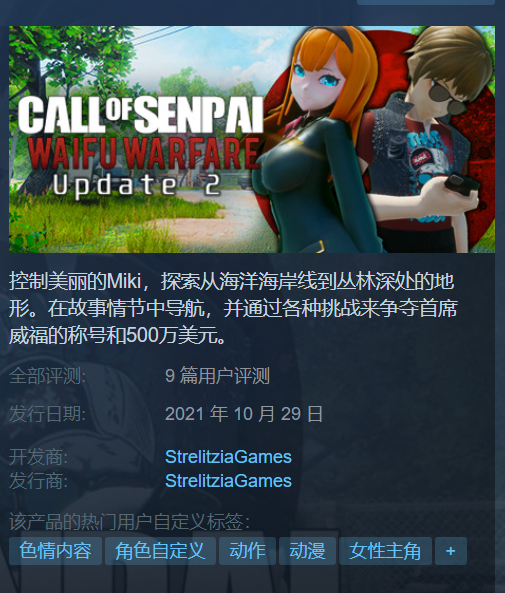 CALL OF SENPAI
WAIFU WARFARE
Update 2
控制美丽的Miki，探索从海洋海岸线到丛林深处的地
形。在故事情节中导航，并通过各种挑战来争夺首席
威福的称号和500万美元。
全部评测: 9 篇用户评测
发行日期: 2021 年 10 月 29 日
开发商: StrelitziaGames
发行商: StrelitziaGames
该产品的热门用户自定义标签：
色情内容 角色自定义 动作 动漫 女性主角 +